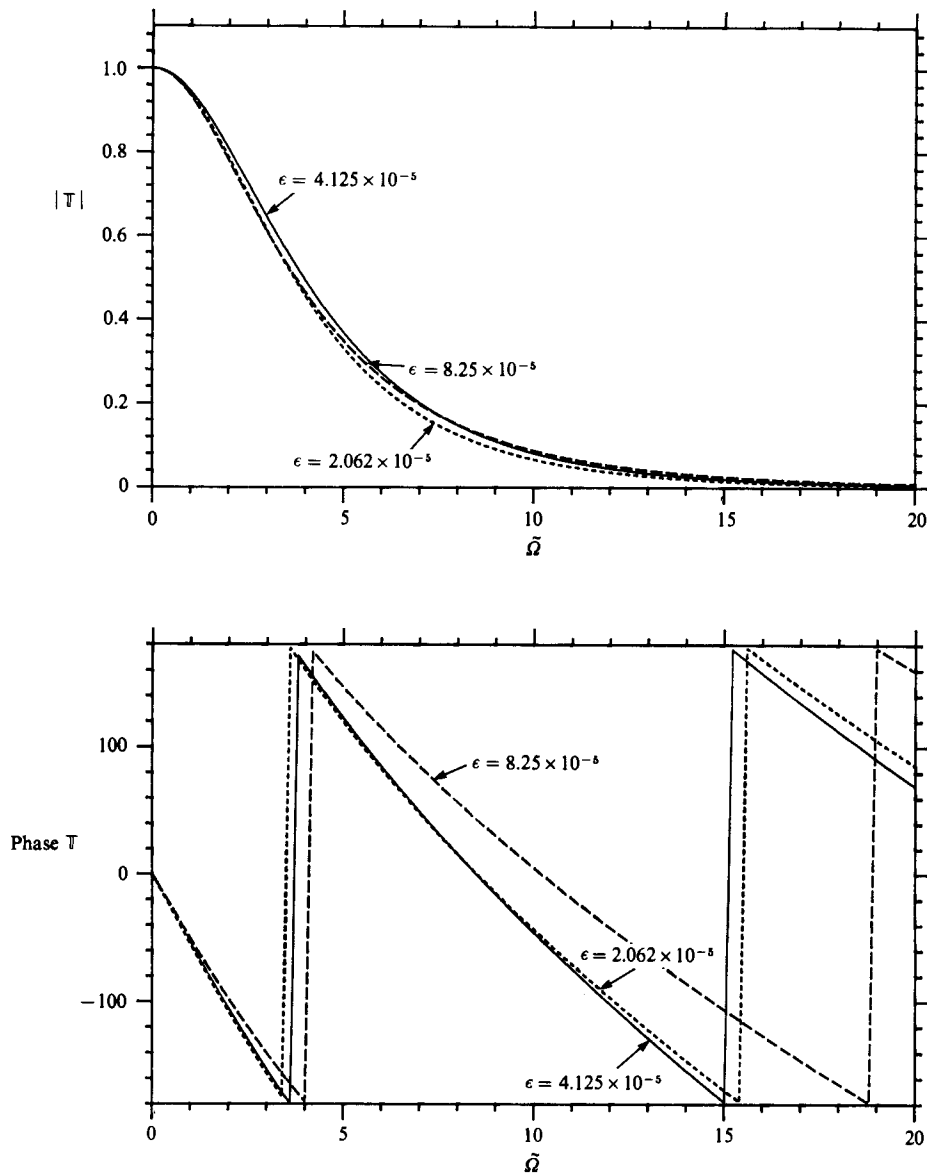 1.0
0.8
|𝕋|
0.6
0.4
0.2
0
ϵ = 4.125 × 10⁻⁵
ϵ = 8.25 × 10⁻⁵
ϵ = 2.062 × 10⁻⁵
0 5 10 15 20
Ω̃
100
Phase 𝕋
0
−100
ϵ = 8.25 × 10⁻⁵
ϵ = 2.062 × 10⁻⁵
ϵ = 4.125 × 10⁻⁵
0 5 10 15 20
Ω̃